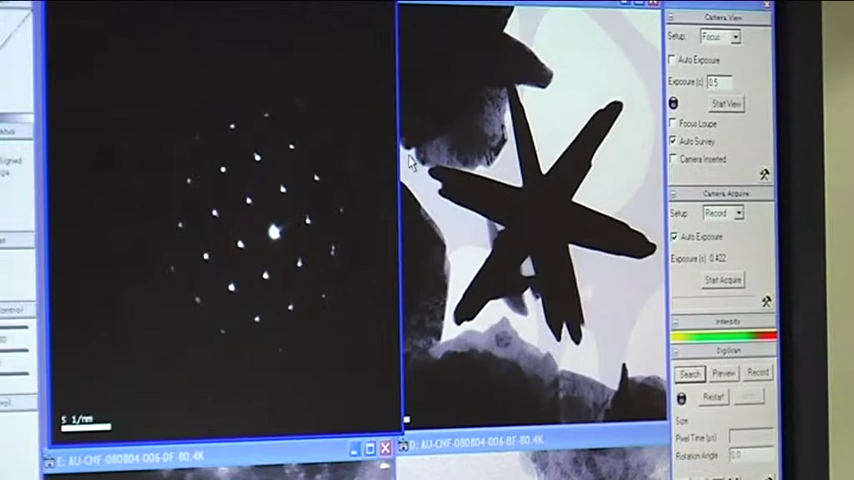 5 1/nm
E: AU-CNF-080804-006-DF-80.4K
D: AU-CNF-080804-006-BF-80.4K
Camera View
Setup: Focus
Auto Exposure
Exposure (s) 0.5
Start View
Focus Loupe
Auto Survey
Camera Inserted
Camera Acquire
Setup: Record
Auto Exposure
Exposure (s) 0.422
Start Acquire
Intensity
DigiScan
Search Preview Record
Restart
Size
Pixel Time (µs)
Rotation Angle 0.0